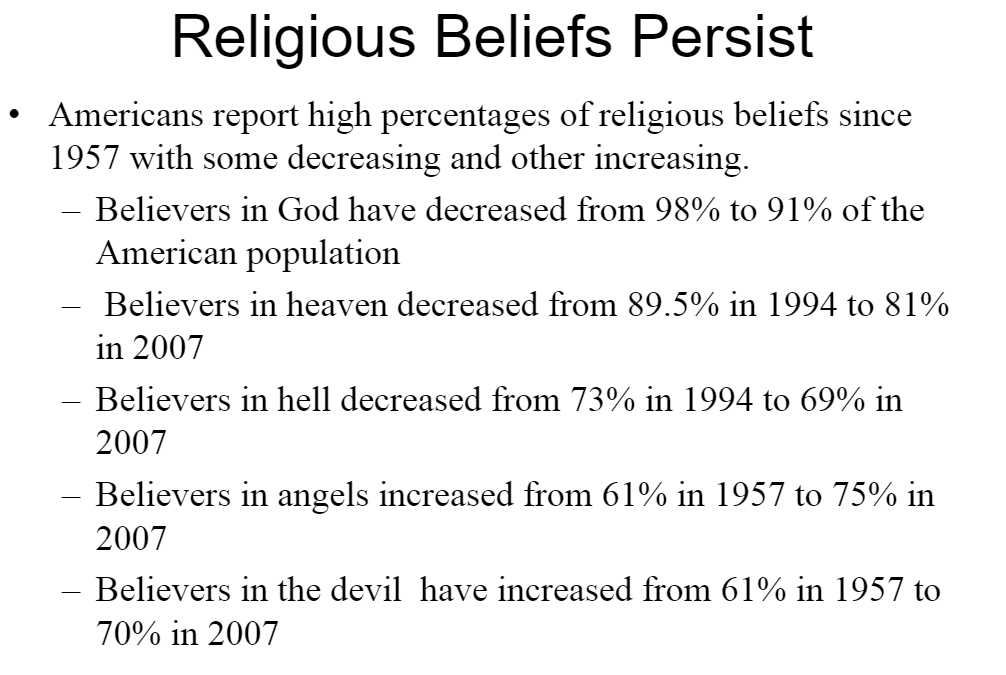 Religious Beliefs Persist
• Americans report high percentages of religious beliefs since
1957 with some decreasing and other increasing.
– Believers in God have decreased from 98% to 91% of the
American population
– Believers in heaven decreased from 89.5% in 1994 to 81%
in 2007
– Believers in hell decreased from 73% in 1994 to 69% in
2007
– Believers in angels increased from 61% in 1957 to 75% in
2007
– Believers in the devil  have increased from 61% in 1957 to
70% in 2007